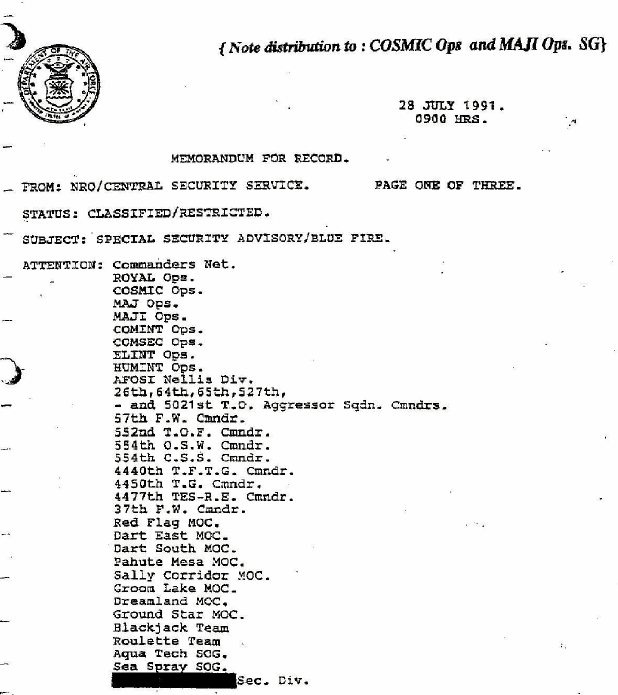 { Note distribution to : COSMIC Ops and MAJI Ops. SG}
DEPARTMENT OF THE AIR FORCE
28 JULY 1991.
0900 HRS.
MEMORANDUM FOR RECORD.
FROM: NRO/CENTRAL SECURITY SERVICE. PAGE ONE OF THREE.
STATUS: CLASSIFIED/RESTRICTED.
SUBJECT: SPECIAL SECURITY ADVISORY/BLUE FIRE.
ATTENTION: Commanders Net.
ROYAL Ops.
COSMIC Ops.
MAJ Ops.
MAJI Ops.
COMINT Ops.
COMSEC Ops.
ELINT Ops.
HUMINT Ops.
AFOSI Nellis Div.
26th,64th,65th,527th,
- and 5021st T.O. Aggressor Sqdn. Cmndrs.
57th F.W. Cmndr.
552nd T.O.F. Cmndr.
554th O.S.W. Cmndr.
554th C.S.S. Cmndr.
4440th T.F.T.G. Cmndr.
4450th T.G. Cmndr.
4477th TES-R.E. Cmndr.
37th F.W. Cmndr.
Red Flag MOC.
Dart East MOC.
Dart South MOC.
Pahute Mesa MOC.
Sally Corridor MOC.
Groom Lake MOC.
Dreamland MOC.
Ground Star MOC.
Blackjack Team
Roulette Team
Aqua Tech SOG.
Sea Spray SOG.
Sec. Div.